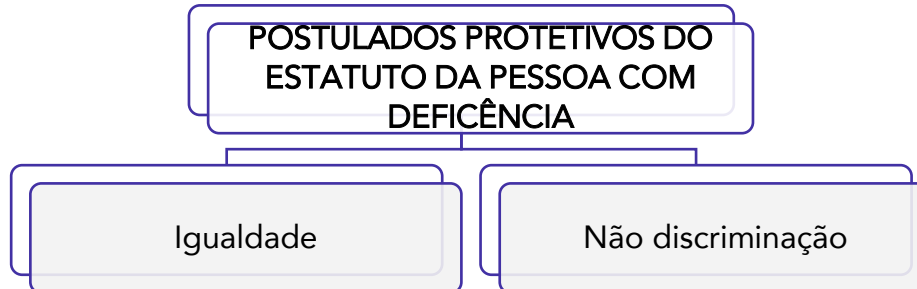 POSTULADOS PROTETIVOS DO
ESTATUTO DA PESSOA COM
DEFICÊNCIA
Igualdade
Não discriminação